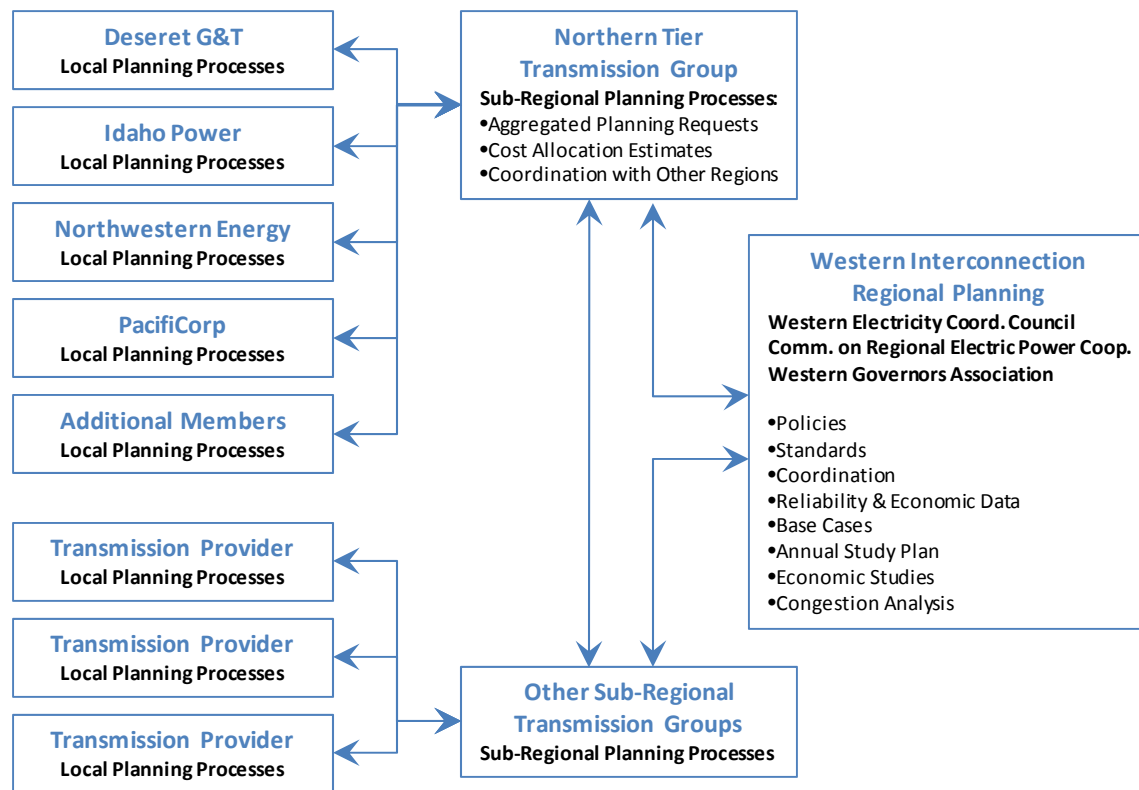 Deseret G&T
Local Planning Processes
Idaho Power
Local Planning Processes
Northwestern Energy
Local Planning Processes
PacifiCorp
Local Planning Processes
Additional Members
Local Planning Processes
Transmission Provider
Local Planning Processes
Transmission Provider
Local Planning Processes
Transmission Provider
Local Planning Processes
Northern Tier
Transmission Group
Sub-Regional Planning Processes:
•Aggregated Planning Requests
•Cost Allocation Estimates
•Coordination with Other Regions
Western Interconnection
Regional Planning
Western Electricity Coord. Council
Comm. on Regional Electric Power Coop.
Western Governors Association
•Policies
•Standards
•Coordination
•Reliability & Economic Data
•Base Cases
•Annual Study Plan
•Economic Studies
•Congestion Analysis
Other Sub-Regional
Transmission Groups
Sub-Regional Planning Processes